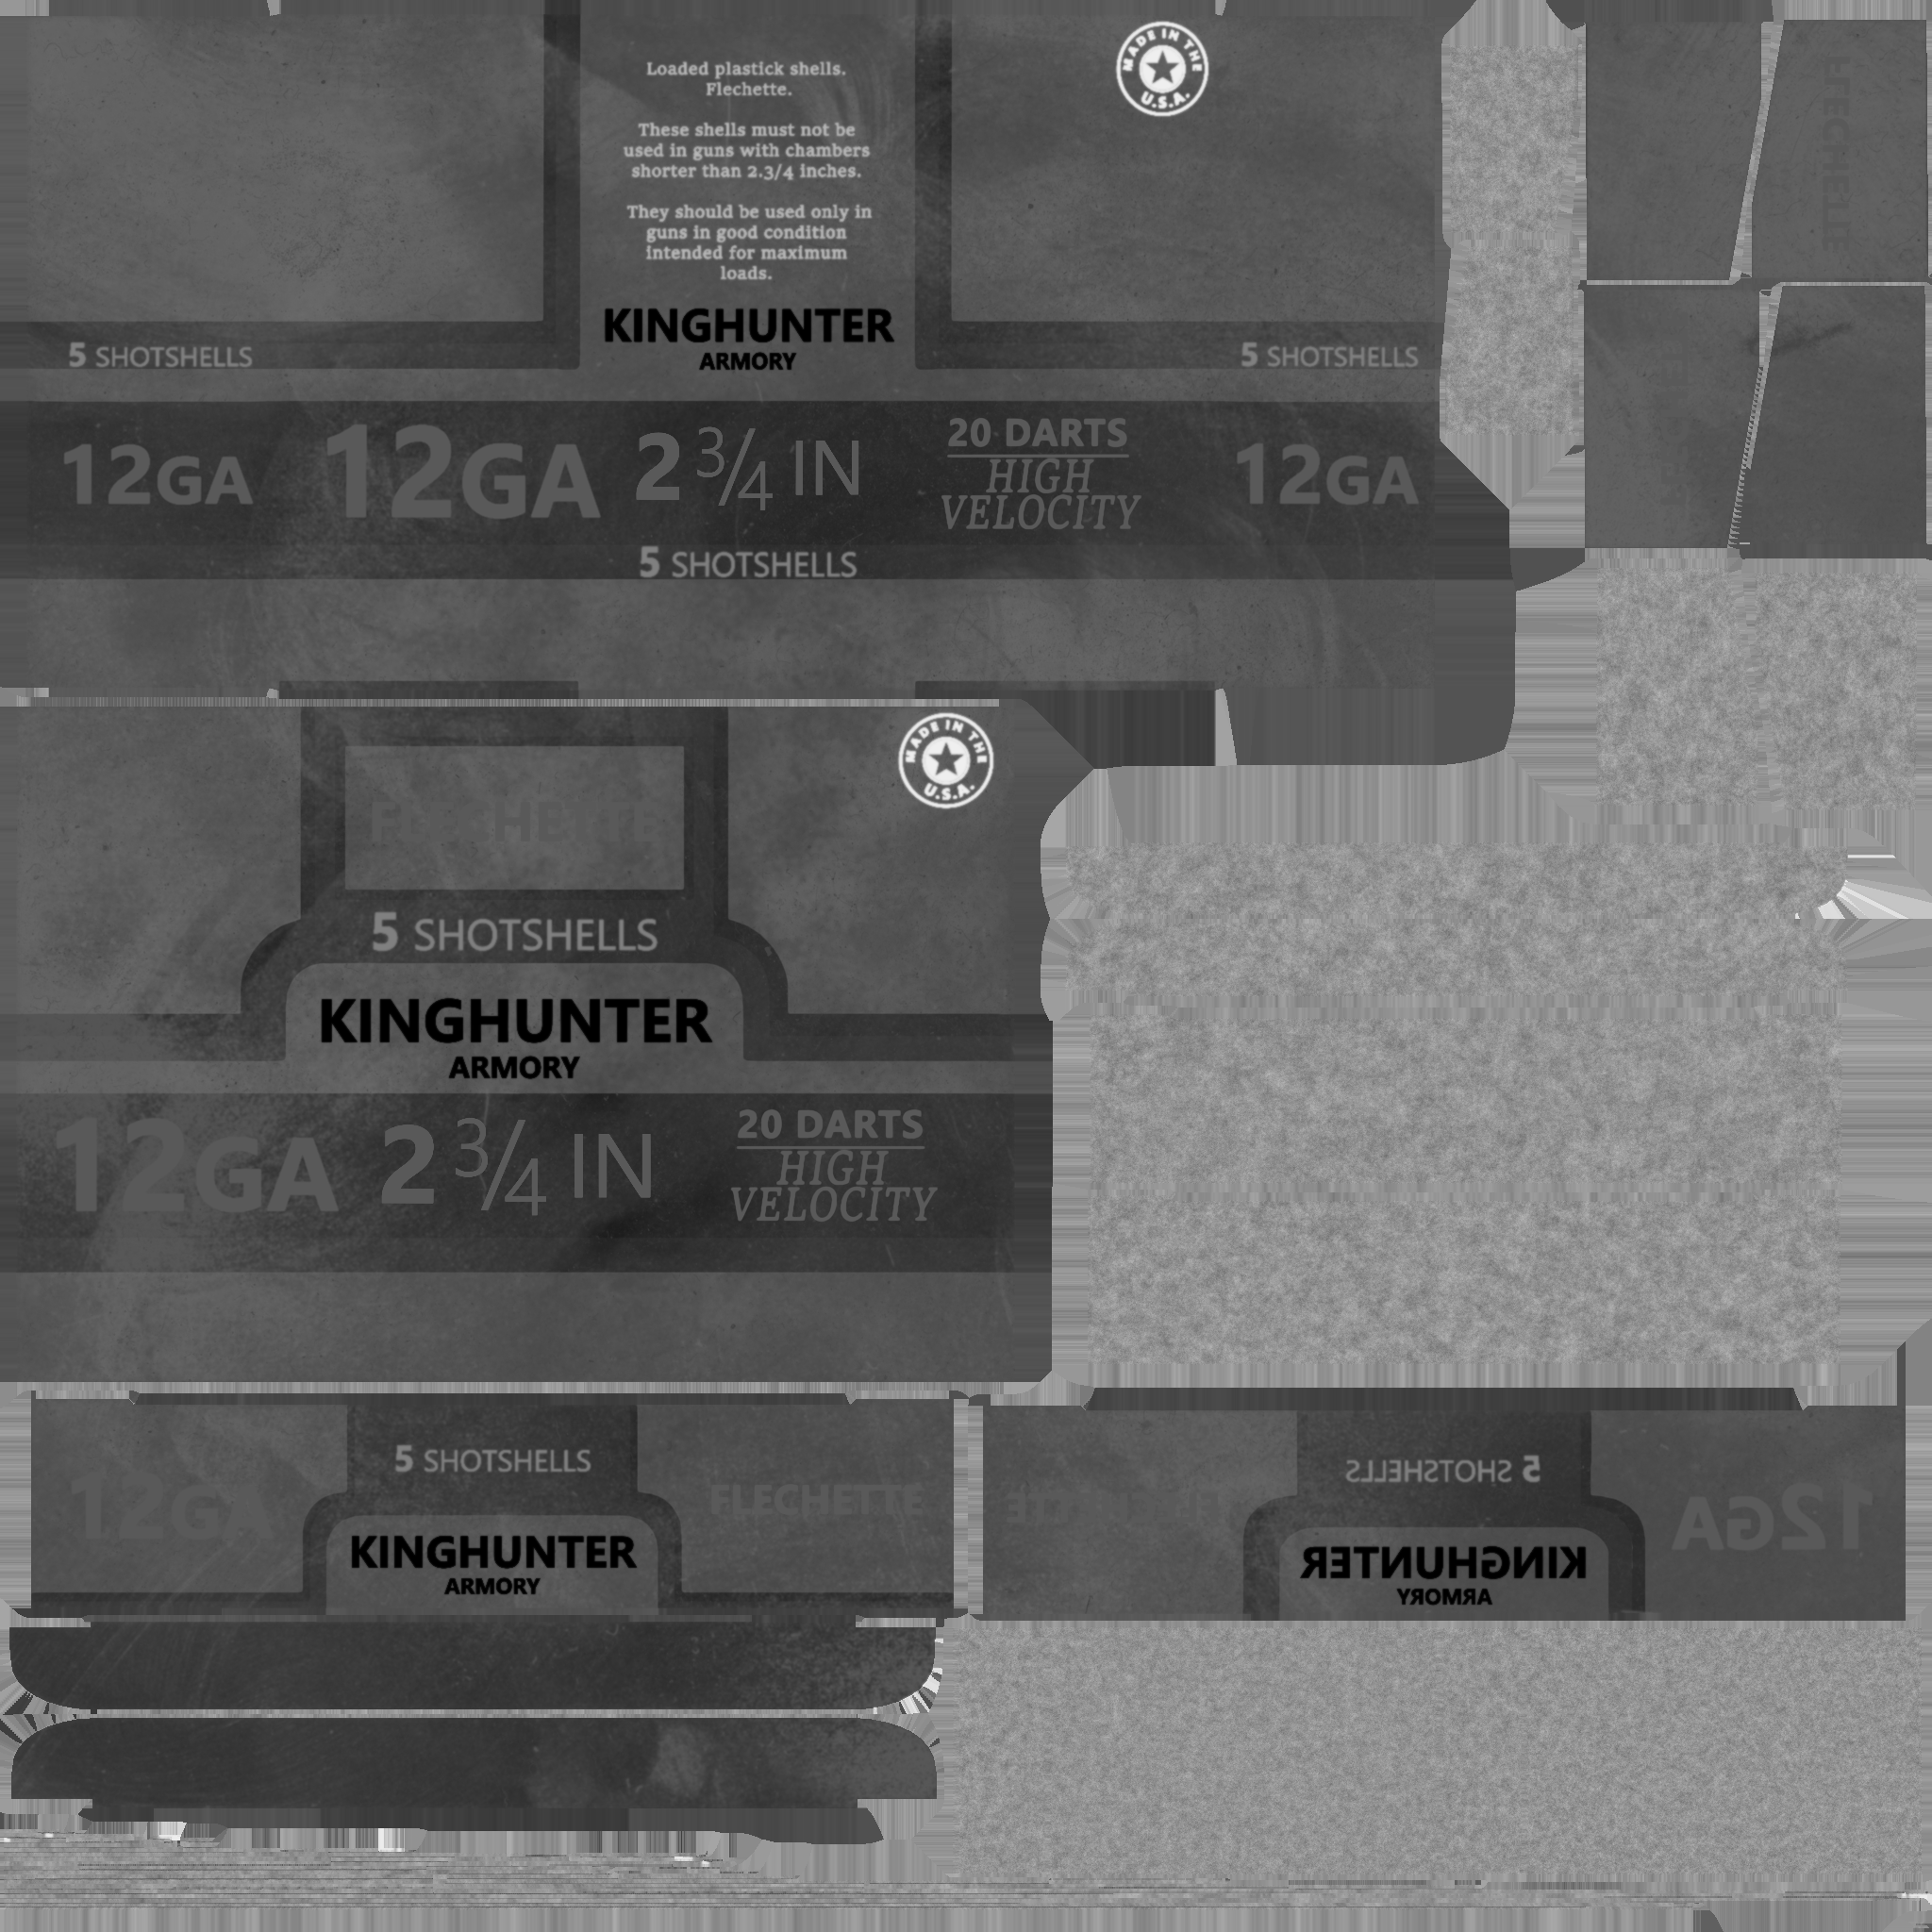 MADE IN THE
U.S.A.
Loaded plastick shells.
Flechette.
These shells must not be
used in guns with chambers
shorter than 2.3/4 inches.
They should be used only in
guns in good condition
intended for maximum
loads.
KINGHUNTER
ARMORY
5 SHOTSHELLS
5 SHOTSHELLS
12GA
12GA 2 3/4 IN
20 DARTS
HIGH
VELOCITY
12GA
5 SHOTSHELLS
FLECHETTE
MADE IN THE
U.S.A.
FLECHETTE
5 SHOTSHELLS
KINGHUNTER
ARMORY
12GA 2 3/4 IN
20 DARTS
HIGH
VELOCITY
5 SHOTSHELLS
12GA
FLECHETTE
KINGHUNTER
ARMORY
5 SHOTSHELLS
12GA
KINGHUNTER
ARMORY